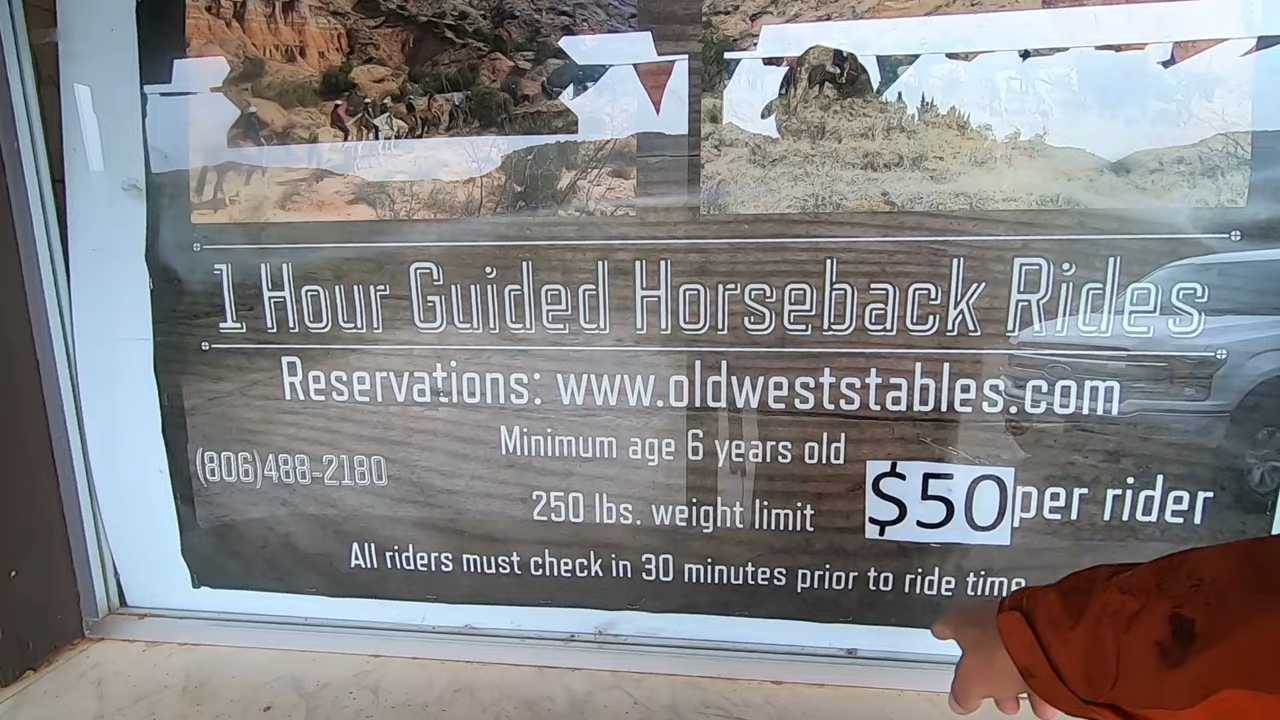 1 Hour Guided Horseback Rides
Reservations: www.oldweststables.com
Minimum age 6 years old
(806)488-2180
250 lbs. weight limit
$50 per rider
All riders must check in 30 minutes prior to ride time